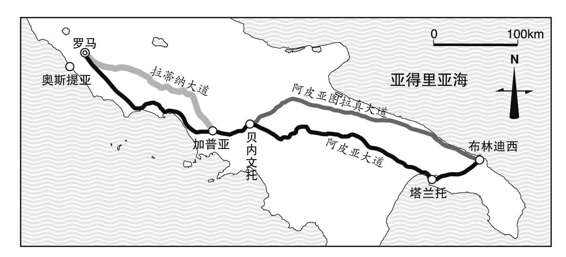 罗马
奥斯提亚
拉蒂纳大道
0 100km
亚得里亚海
N
阿皮亚图拉真大道
加普亚
贝内文托
阿皮亚大道
布林迪西
塔兰托